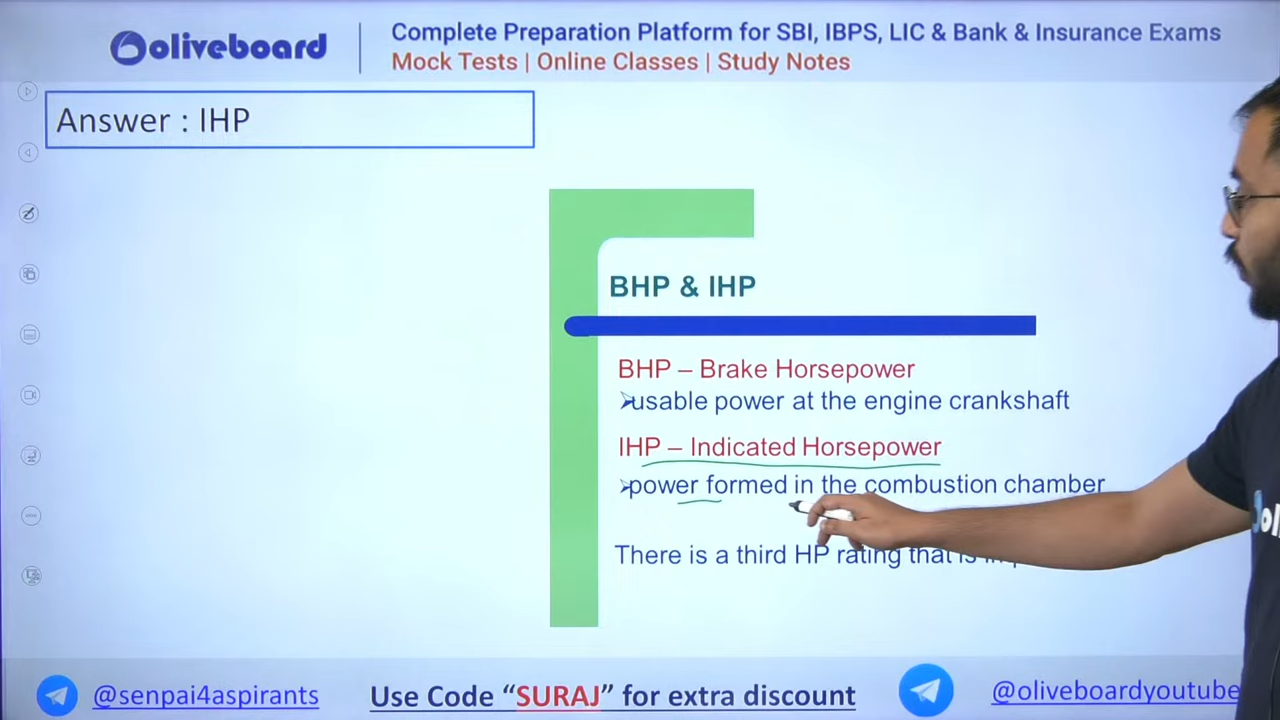 oliveboard
Complete Preparation Platform for SBI, IBPS, LIC & Bank & Insurance Exams
Mock Tests | Online Classes | Study Notes
Answer : IHP
BHP & IHP
BHP – Brake Horsepower
usable power at the engine crankshaft
IHP – Indicated Horsepower
power formed in the combustion chamber
There is a third HP rating that is
@senpai4aspirants
Use Code “SURAJ” for extra discount
@oliveboardyoutube